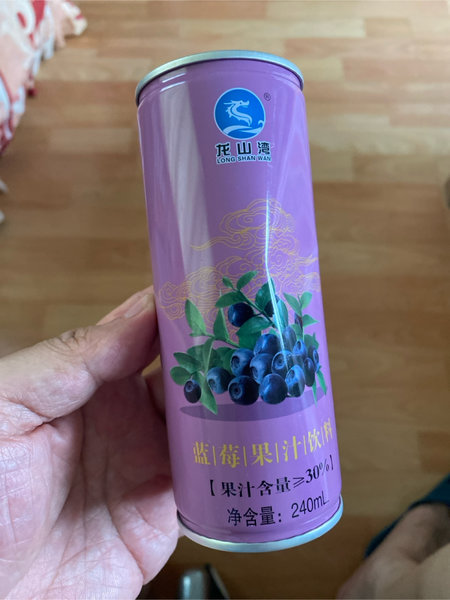 ®
龙山湾
LONG SHAN WAN
蓝|莓|果|汁|饮|料
【果汁含量≥30%】
净含量：240mL